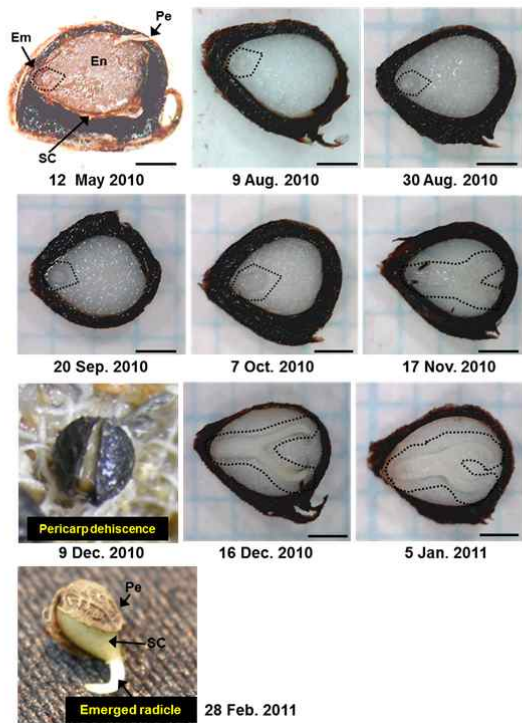 Pe
Em
En
SC
12 May 2010
9 Aug. 2010
30 Aug. 2010
20 Sep. 2010
7 Oct. 2010
17 Nov. 2010
Pericarp dehiscence
9 Dec. 2010
16 Dec. 2010
5 Jan. 2011
Pe
SC
Emerged radicle
28 Feb. 2011